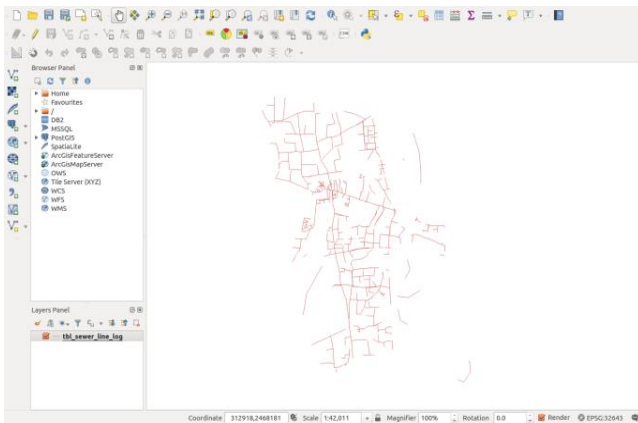 Browser Panel
Home
Favourites
/
DB2
MSSQL
PostGIS
SpatiaLite
ArcGisFeatureServer
ArcGisMapServer
OWS
Tile Server (XYZ)
WCS
WFS
WMS
Layers Panel
tbl_sewer_line_log
Coordinate 312918,2468181 Scale 1:42,011 Magnifier 100% Rotation 0.0 Render EPSG:32643